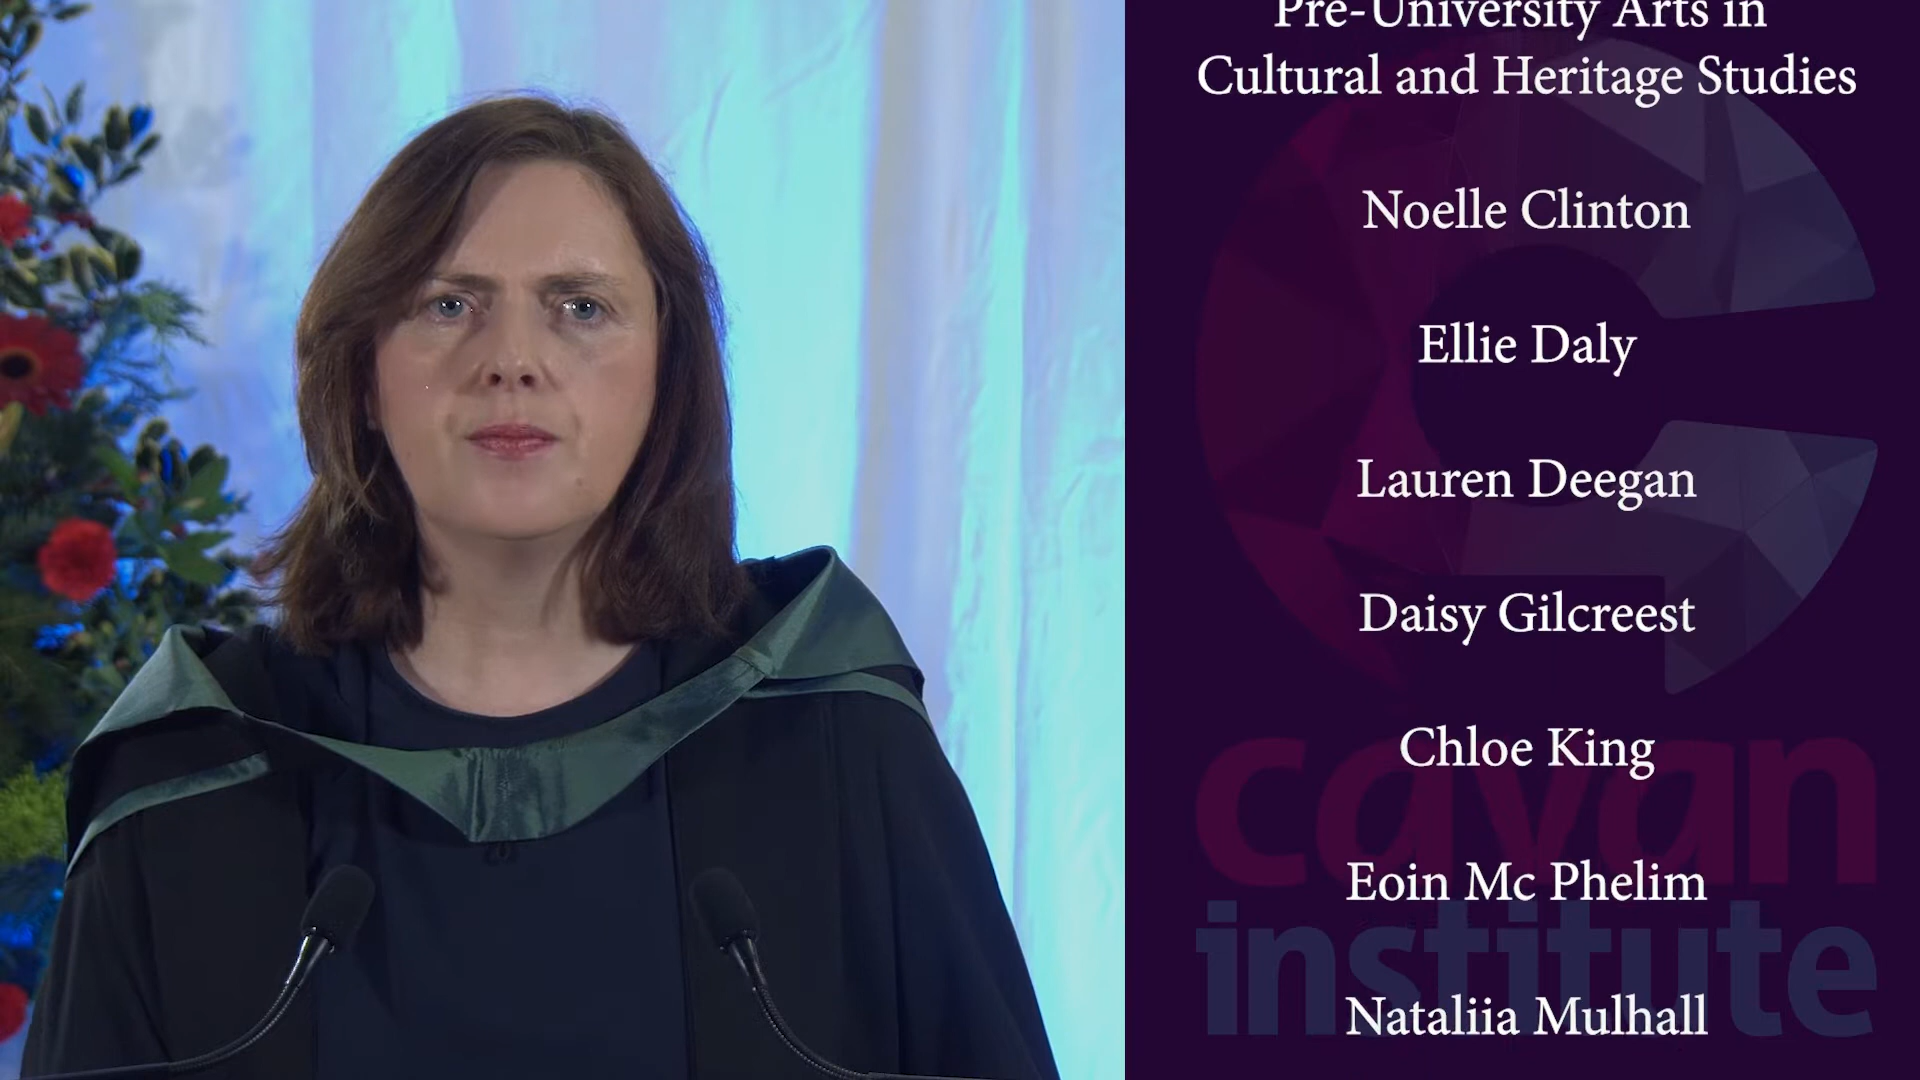 Pre-University Arts in
Cultural and Heritage Studies
Noelle Clinton
Ellie Daly
Lauren Deegan
Daisy Gilcreest
Chloe King
Eoin Mc Phelim
Nataliia Mulhall
cavan
institute